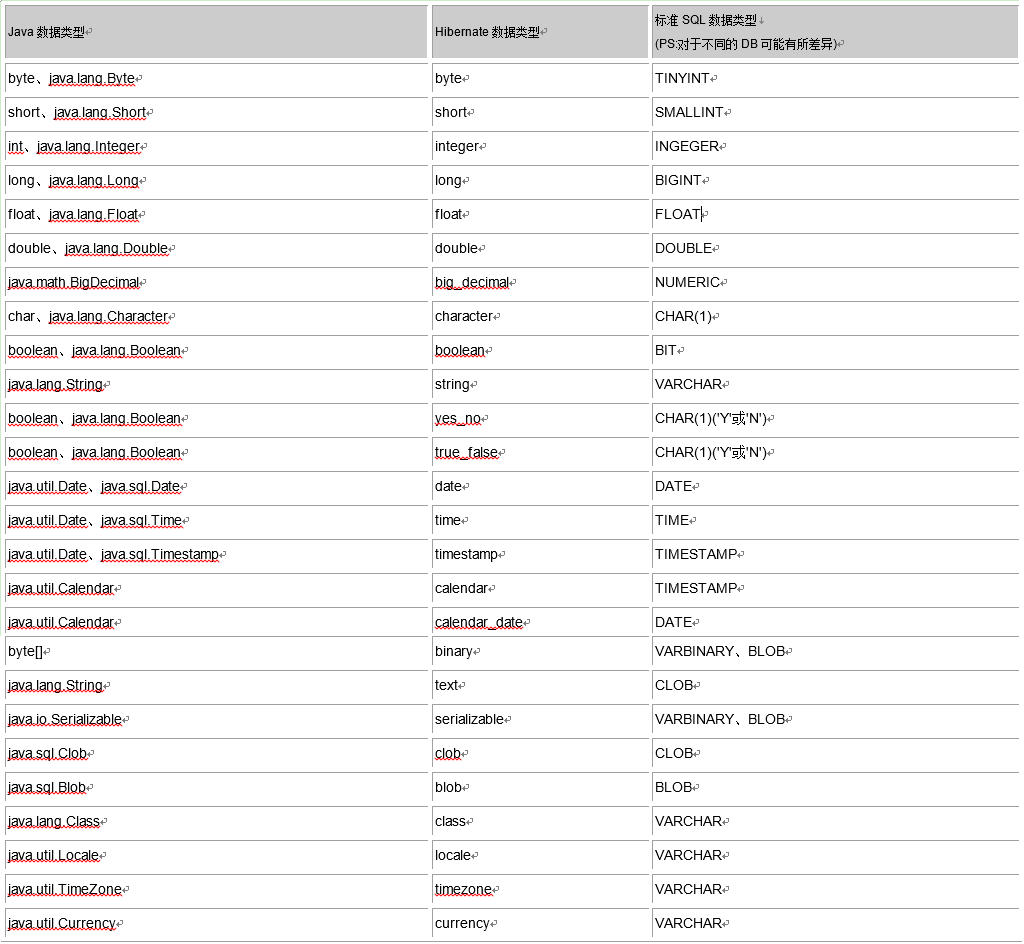 Java 数据类型 Hibernate 数据类型 标准 SQL 数据类型
(PS:对于不同的 DB 可能有所差异)
byte、java.lang.Byte byte TINYINT
short、java.lang.Short short SMALLINT
int、java.lang.Integer integer INGEGER
long、java.lang.Long long BIGINT
float、java.lang.Float float FLOAT
double、java.lang.Double double DOUBLE
java.math.BigDecimal big_decimal NUMERIC
char、java.lang.Character character CHAR(1)
boolean、java.lang.Boolean boolean BIT
java.lang.String string VARCHAR
boolean、java.lang.Boolean yes_no CHAR(1)('Y'或'N')
boolean、java.lang.Boolean true_false CHAR(1)('Y'或'N')
java.util.Date、java.sql.Date date DATE
java.util.Date、java.sql.Time time TIME
java.util.Date、java.sql.Timestamp timestamp TIMESTAMP
java.util.Calendar calendar TIMESTAMP
java.util.Calendar calendar_date DATE
byte[] binary VARBINARY、BLOB
java.lang.String text CLOB
java.io.Serializable serializable VARBINARY、BLOB
java.sql.Clob clob CLOB
java.sql.Blob blob BLOB
java.lang.Class class VARCHAR
java.util.Locale locale VARCHAR
java.util.TimeZone timezone VARCHAR
java.util.Currency currency VARCHAR